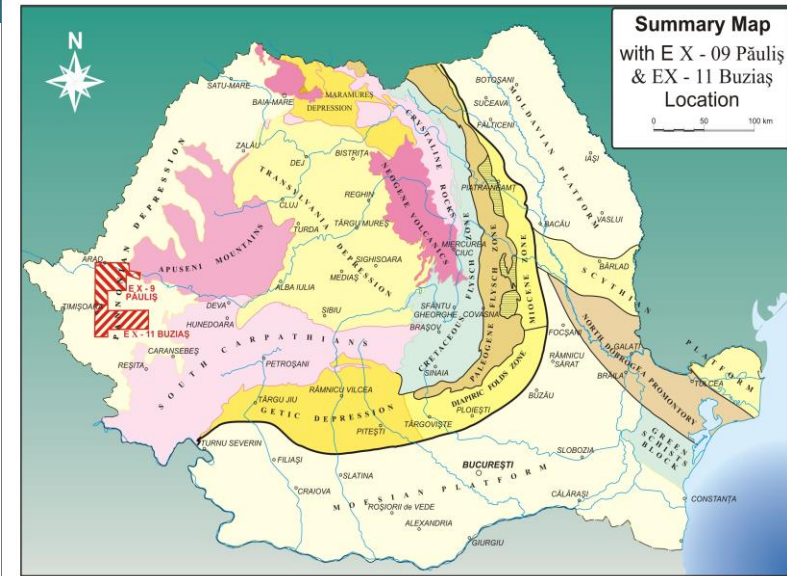 Summary Map
with E X - 09 Păuliș
& EX - 11 Buziaș
Location
0 50 100 km
N
SATU-MARE
BAIA-MARE
MARAMUREȘ
DEPRESSION
BOTOȘANI
SUCEAVA
FĂLTICENI
MOLDAVIAN PLATFORM
IAȘI
CRYSTALINE ROCKS
ZALĂU
DEJ
BISTRIȚA
NEOGENE VOLCANICS
PIATRA-NEAMȚ
TRANSYLVANIA DEPRESSION
REGHIN
CLUJ
TURDA
TÂRGU MUREȘ
MIERCUREA
CIUC
BACĂU
VASLUI
PANNONIAN DEPRESSION
APUSENI MOUNTAINS
SIGHISOARA
MEDIAȘ
CRETACEOUS FLYSCH ZONE
PALEOGENE FLYSCH ZONE
MIOCENE ZONE
BÂRLAD
SCYTHIAN PLATFORM
ARAD
EX - 9
PĂULIȘ
TIMIȘOARA
EX - 11 BUZIAȘ
DEVA
HUNEDOARA
ALBA IULIA
SIBIU
SFÂNTU
GHEORGHE
COVASNA
BRAȘOV
FOCȘANI
GALAȚI
NORTH DOBROGEA PROMONTORY
REȘIȚA
CARANSEBEȘ
SOUTH CARPATHIANS
PETROȘANI
SINAIA
RÂMNICU
SĂRAT
BRĂILA
TULCEA
DIAPIRIC FOLDS ZONE
RÂMNICU VILCEA
TÂRGU JIU
GETIC DEPRESSION
PITEȘTI
TÂRGOVIȘTE
PLOIEȘTI
BŪZĂU
GREEN
SCHISTS
BLOCK
TURNU SEVERIN
FILIAȘI
SLATINA
BUCUREȘTI
SLOBOZIA
CRAIOVA
MOESIAN PLATFORM
ROȘIORII de VEDE
CĂLĂRAȘI
CONSTANȚA
ALEXANDRIA
GIURGIU